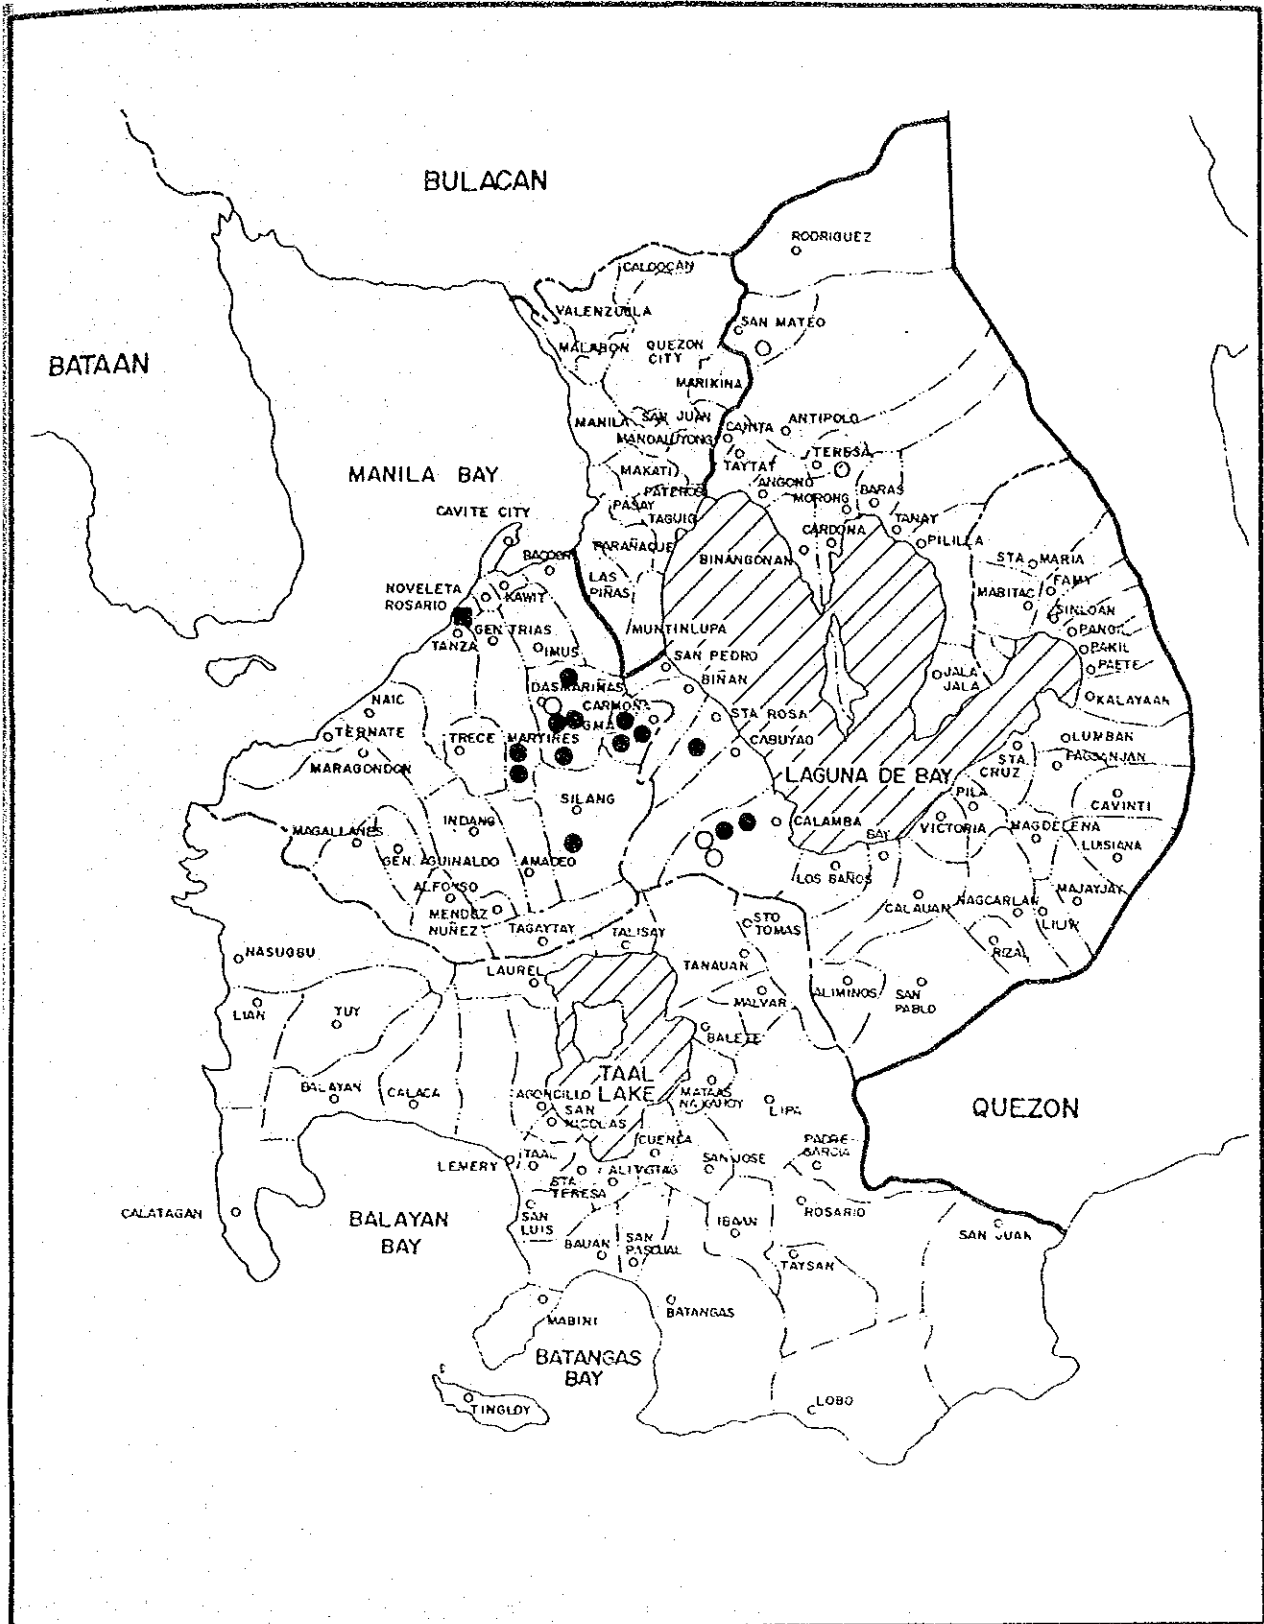 BULACAN
RODRIGUEZ
CALOOCAN
VALENZUELA
SAN MATEO
MALABON
QUEZON
CITY
BATAAN
MARIKINA
MANILA
SAN JUAN
CAINTA
ANTIPOLO
MANDALUYONG
TERESA
MAKATI
TAYTAY
MANILA BAY
ANGONO
PATEROS
MORONG
BARAS
PASAY
CAVITE CITY
TAGUIG
TANAY
CARDONA
PILILLA
PARAÑAQUE
BACOOR
BINANGONAN
STA MARIA
LAS
PIÑAS
FAMY
NOVELETA
MABITAC
ROSARIO
KAWIT
SINLOAN
GEN TRIAS
MUNTINLUPA
PANGIL
TANZA
IMUS
PAKIL
SAN PEDRO
PAETE
JALA
JALA
BIÑAN
DASMARIÑAS
NAIC
KALAYAAN
CARMONA
STA ROSA
GMA
TERNATE
TRECE MARTIRES
LUMBAN
CABUYAO
PAGSANJAN
MARAGONDON
STA.
CRUZ
LAGUNA DE BAY
PILA
SILANG
CAVINTI
INDANG
CALAMBA
VICTORIA
MAGDELENA
MAGALLANES
BAY
LUISIANA
GEN. AGUINALDO
AMADEO
LOS BAÑOS
ALFONSO
MAJAYJAY
NAGCARLAN
CALAUAN
MENDEZ
NUÑEZ
STO
TOMAS
LILIW
TAGAYTAY
TALISAY
RIZAL
NASUGBU
TANAUAN
LAUREL
ALIMINOS
SAN
PABLO
LIAN
TUY
MALVAR
BALETE
TAAL
LAKE
BALAYAN
CALACA
AGONCILLO
MATAAS
NA KAHOY
SAN
NICOLAS
LIPA
QUEZON
CUENCA
PADRE
GARCIA
LEMERY
TAAL
SAN JOSE
ALITAGTAG
STA
TERESA
ROSARIO
CALATAGAN
BALAYAN
BAY
SAN
LUIS
IBAAN
SAN JUAN
BAUAN
SAN
PASCUAL
TAYSAN
MABINI
BATANGAS
BATANGAS
BAY
LOBO
TINGLOY